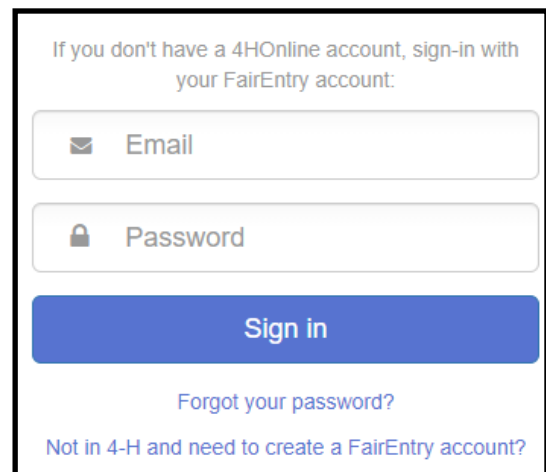 If you don't have a 4HOnline account, sign-in with
your FairEntry account:
Email
Password
Sign in
Forgot your password?
Not in 4-H and need to create a FairEntry account?